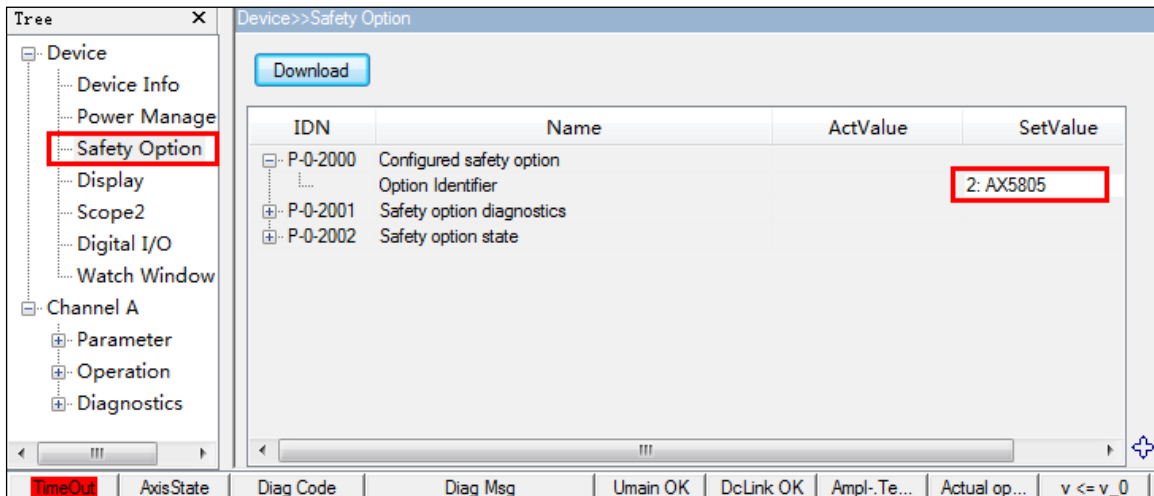 Tree X
Device>>Safety Option
Device
Device Info
Power Manage
Safety Option
Display
Scope2
Digital I/O
Watch Window
Channel A
Parameter
Operation
Diagnostics
Download
IDN Name ActValue SetValue
P-0-2000 Configured safety option
Option Identifier 2: AX5805
P-0-2001 Safety option diagnostics
P-0-2002 Safety option state
TimeOut AxisState Diag Code Diag Msg Umain OK DcLink OK Ampl-.Te... Actual op... v <= v_0